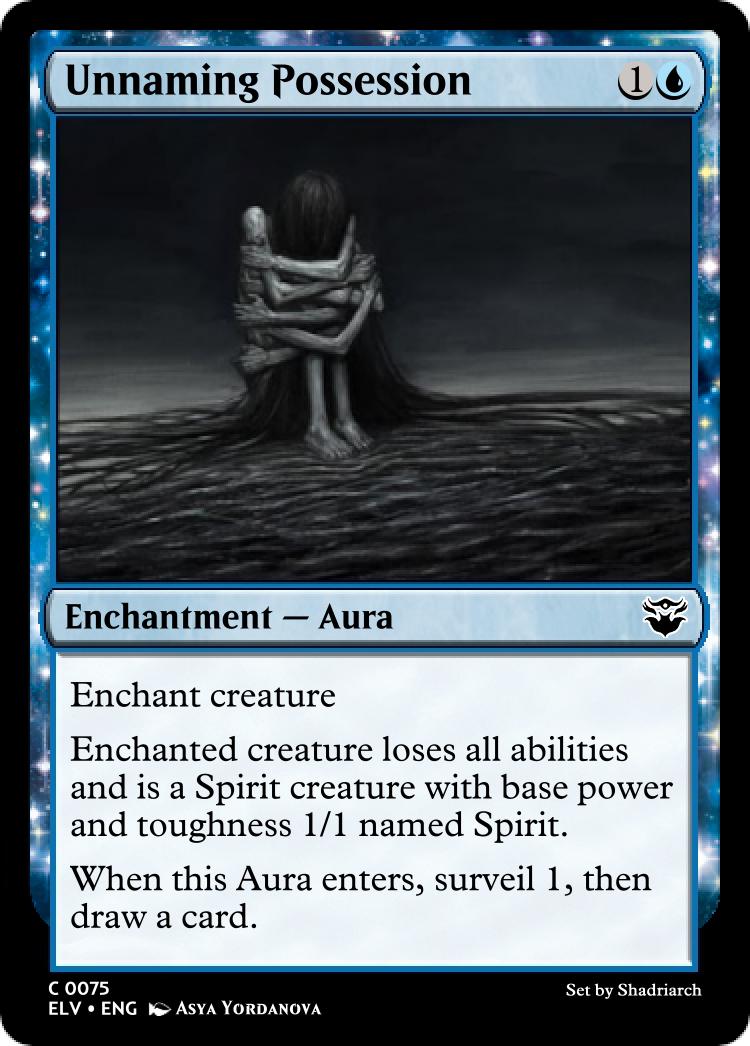 Unnaming Possession 1
Enchantment — Aura
Enchant creature
Enchanted creature loses all abilities
and is a Spirit creature with base power
and toughness 1/1 named Spirit.
When this Aura enters, surveil 1, then
draw a card.
C 0075
ELV • ENG ASYA YORDANOVA
Set by Shadriarch